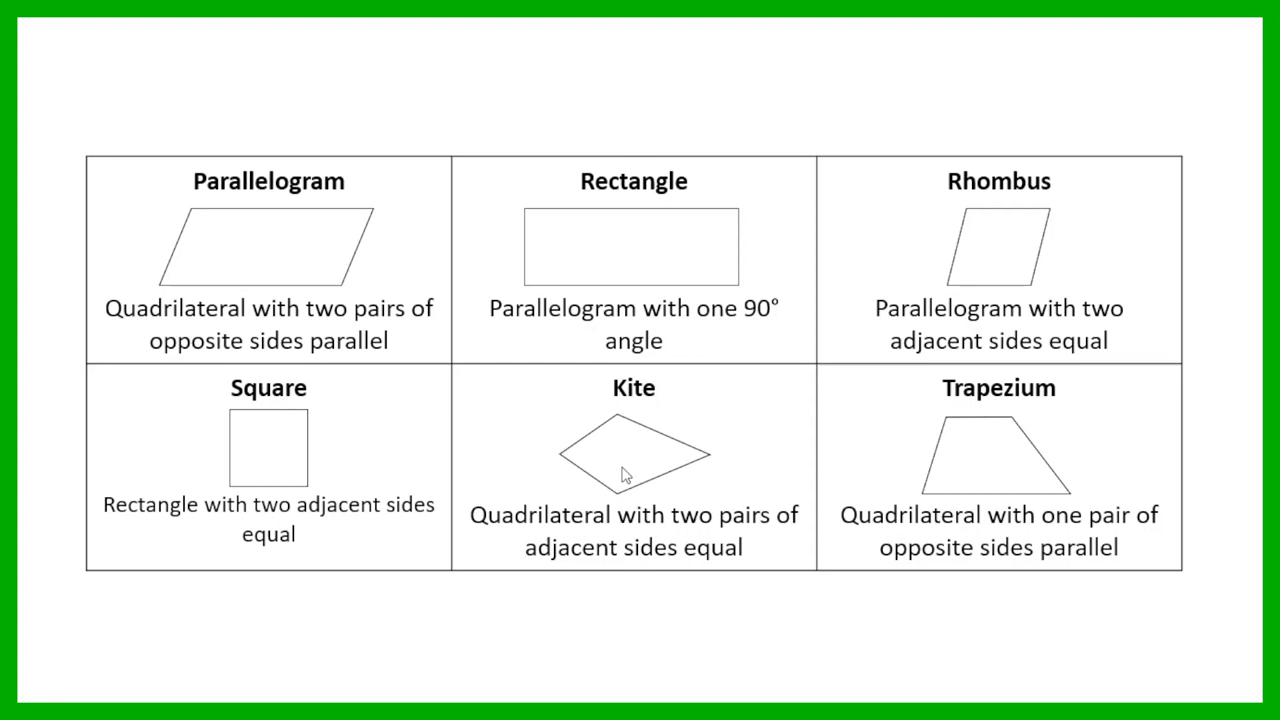 Parallelogram
Quadrilateral with two pairs of
opposite sides parallel
Rectangle
Parallelogram with one 90°
angle
Rhombus
Parallelogram with two
adjacent sides equal
Square
Rectangle with two adjacent sides
equal
Kite
Quadrilateral with two pairs of
adjacent sides equal
Trapezium
Quadrilateral with one pair of
opposite sides parallel